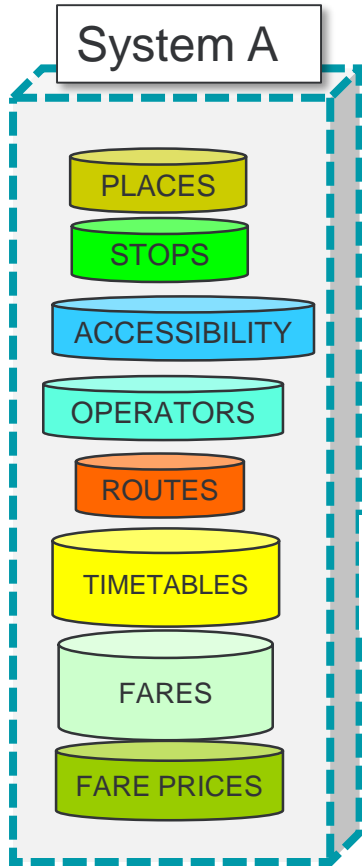 System A
PLACES
STOPS
ACCESSIBILITY
OPERATORS
ROUTES
TIMETABLES
FARES
FARE PRICES